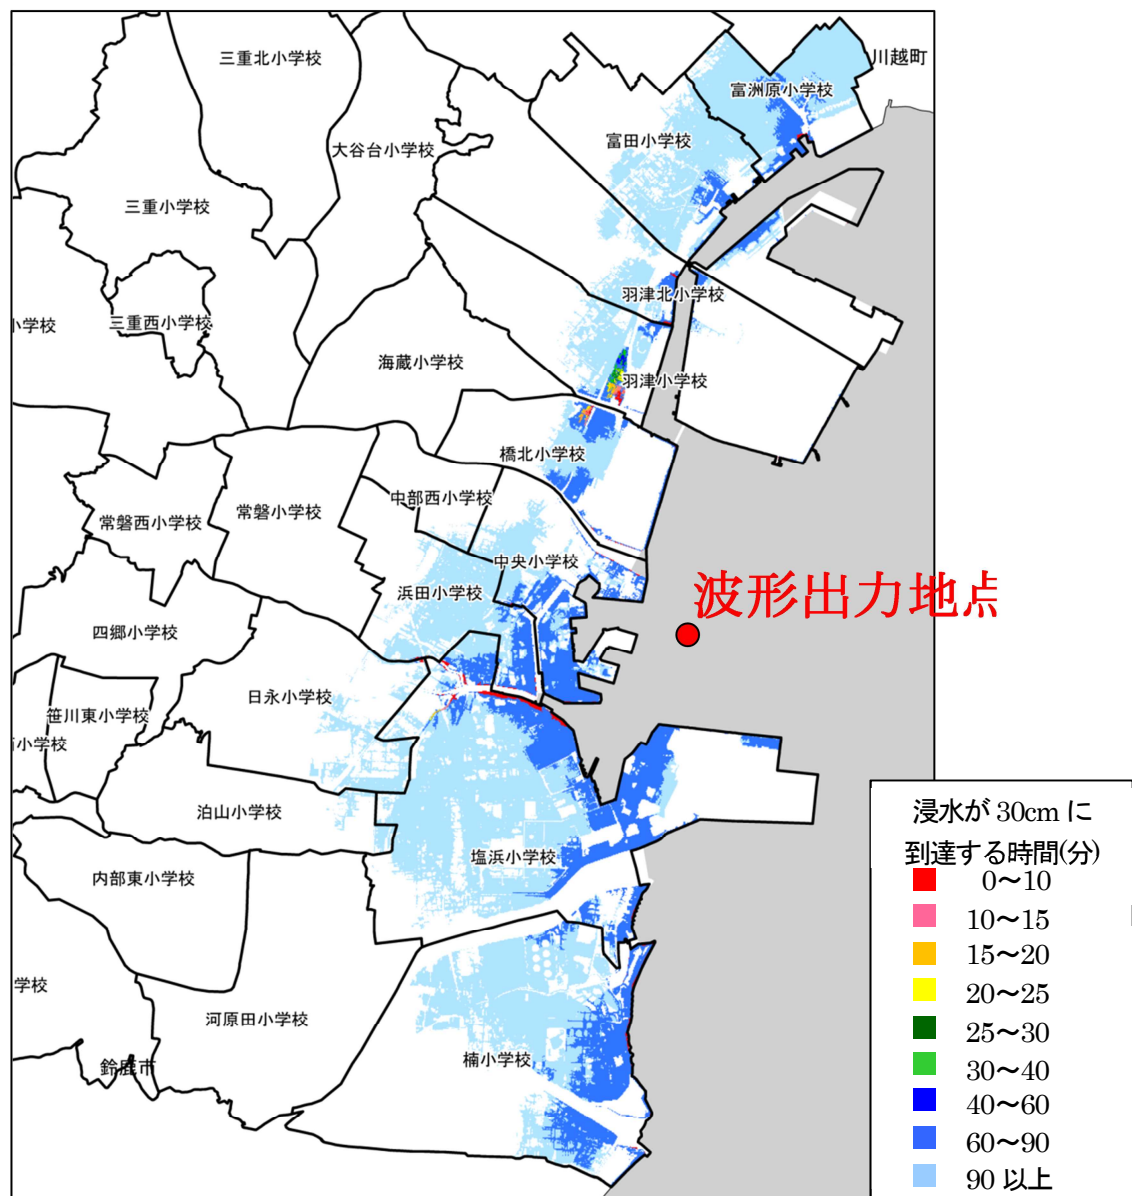 三重北小学校
川越町
富洲原小学校
大谷台小学校
富田小学校
三重小学校
羽津北小学校
小学校
三重西小学校
海蔵小学校
羽津小学校
橋北小学校
中部西小学校
常磐西小学校
常磐小学校
中央小学校
浜田小学校
波形出力地点
四郷小学校
日永小学校
笹川東小学校
小学校
泊山小学校
塩浜小学校
内部東小学校
学校
河原田小学校
楠小学校
鈴鹿市
浸水が 30cm に
到達する時間(分)
0～10
10～15
15～20
20～25
25～30
30～40
40～60
60～90
90 以上